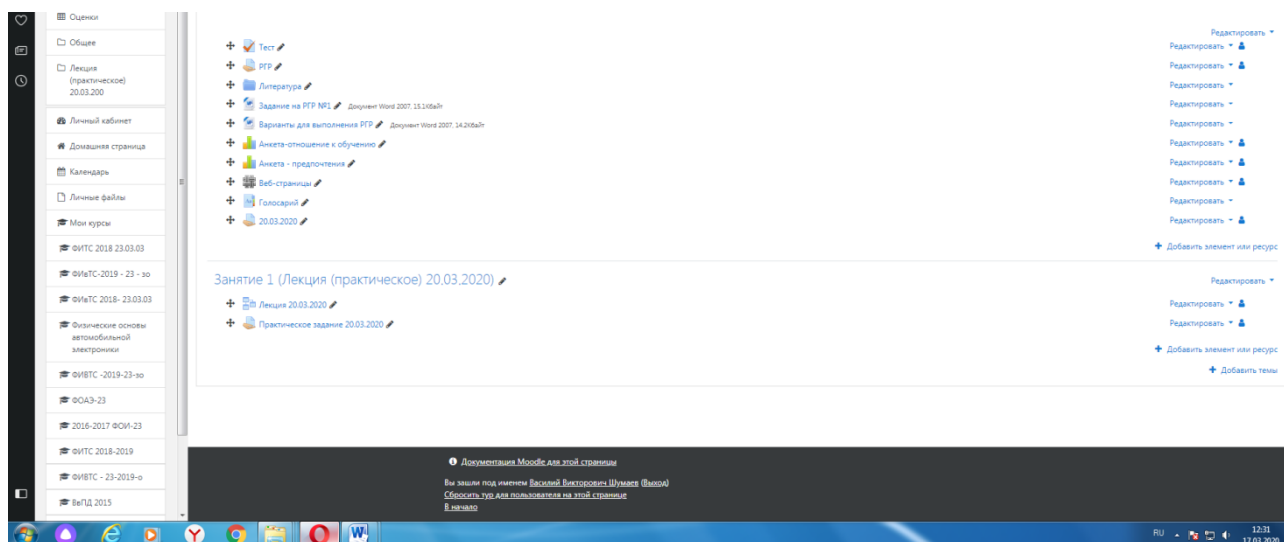 Оценки
Общее
Лекция
(практическое)
20.03.200
Личный кабинет
Домашняя страница
Календарь
Личные файлы
Мои курсы
ФИТС 2018 23.03.03
ФИвТС-2019 - 23 - зо
ФИвТС 2018- 23.03.03
Физические основы
автомобильной
электроники
ФИВТС -2019-23-зо
ФОАЭ-23
2016-2017 ФОИ-23
ФИТС 2018-2019
ФИВТС - 23-2019-о
ВвПД 2015
Редактировать
Тест Редактировать
РГР Редактировать
Литература Редактировать
Задание на РГР №1 Документ Word 2007, 15.1Кбайт Редактировать
Варианты для выполнения РГР Документ Word 2007, 14.2Кбайт Редактировать
Анкета-отношение к обучению Редактировать
Анкета - предпочтения Редактировать
Веб-страницы Редактировать
Голосарий Редактировать
20.03.2020 Редактировать
Добавить элемент или ресурс
Занятие 1 (Лекция (практическое) 20.03.2020) Редактировать
Лекция 20.03.2020 Редактировать
Практическое задание 20.03.2020 Редактировать
Добавить элемент или ресурс
Добавить темы
Документация Moodle для этой страницы
Вы зашли под именем Василий Викторович Шумаев (Выход)
Сбросить тур для пользователя на этой странице
В начало
RU
12:31
17.03.2020